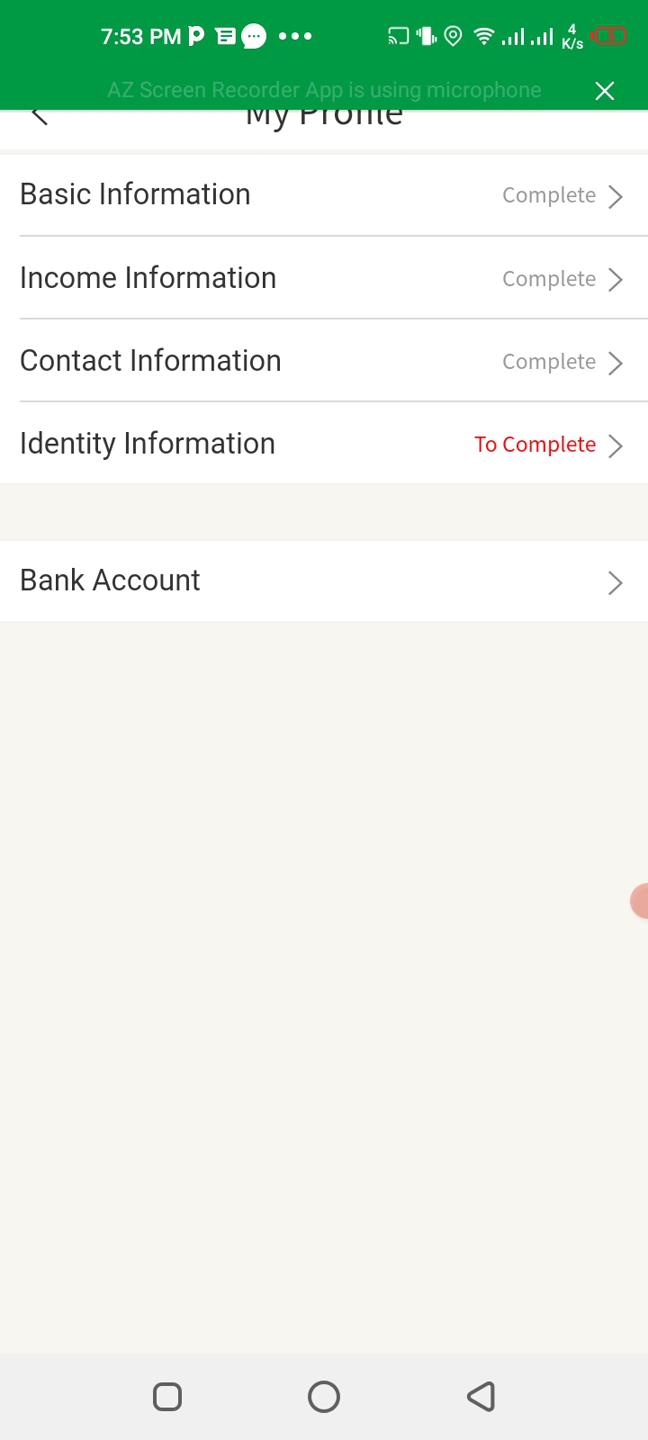 7:53 PM
4 K/s
5
AZ Screen Recorder App is using microphone
My Profile
Basic Information Complete
Income Information Complete
Contact Information Complete
Identity Information To Complete
Bank Account